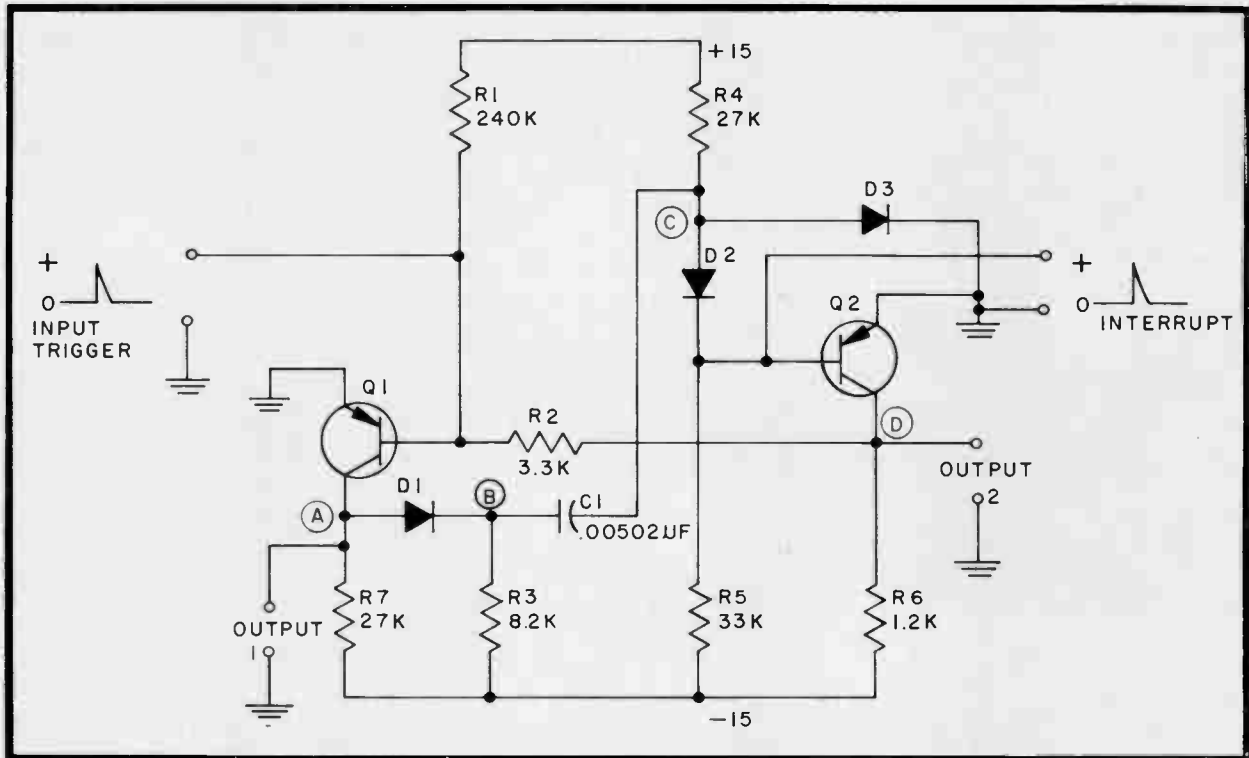 +15
R1
240K
R4
27K
D3
C
D2
+
0
INPUT
TRIGGER
+
0
INTERRUPT
Q2
Q1
R2
3.3K
D
OUTPUT
2
D1
B
C1
.00502UF
A
R7
27K
R3
8.2K
R5
33K
R6
1.2K
OUTPUT
1
-15